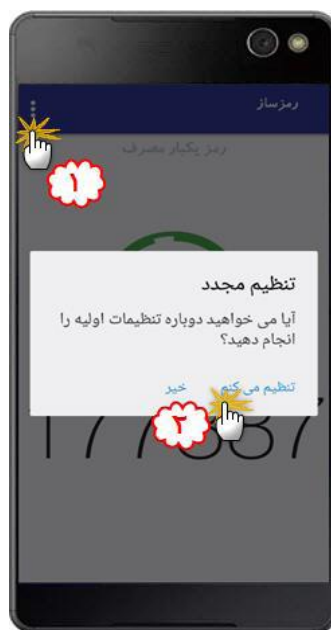 رمزساز
رمز یکبار مصرف
۱
تنظیم مجدد
آیا می خواهید دوباره تنظیمات اولیه را
انجام دهید؟
تنظیم می کنم خیر
۲